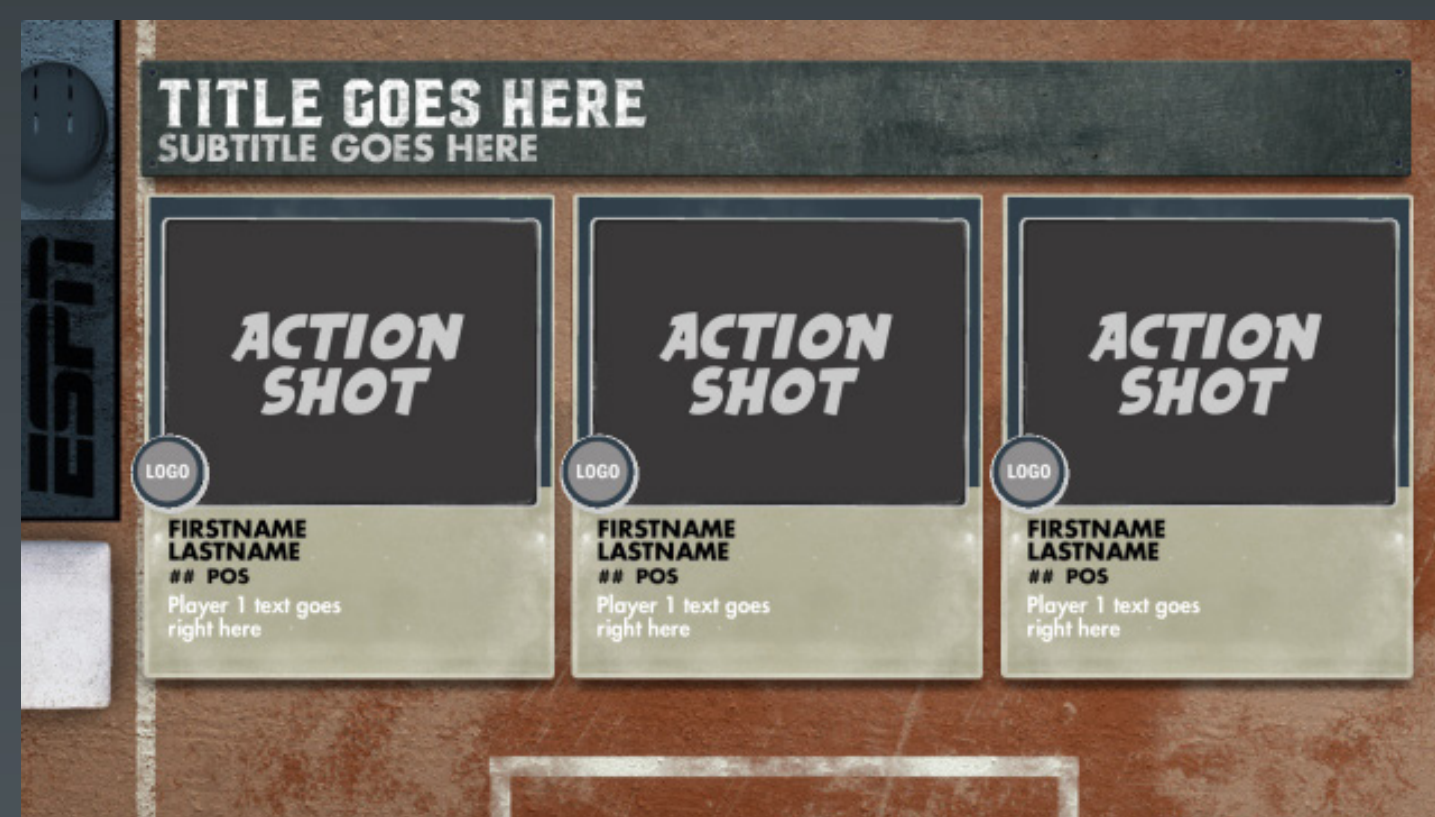 TITLE GOES HERE
SUBTITLE GOES HERE
ESPN
ACTION
SHOT
LOGO
FIRSTNAME
LASTNAME
## POS
Player 1 text goes
right here
ACTION
SHOT
LOGO
FIRSTNAME
LASTNAME
## POS
Player 1 text goes
right here
ACTION
SHOT
LOGO
FIRSTNAME
LASTNAME
## POS
Player 1 text goes
right here